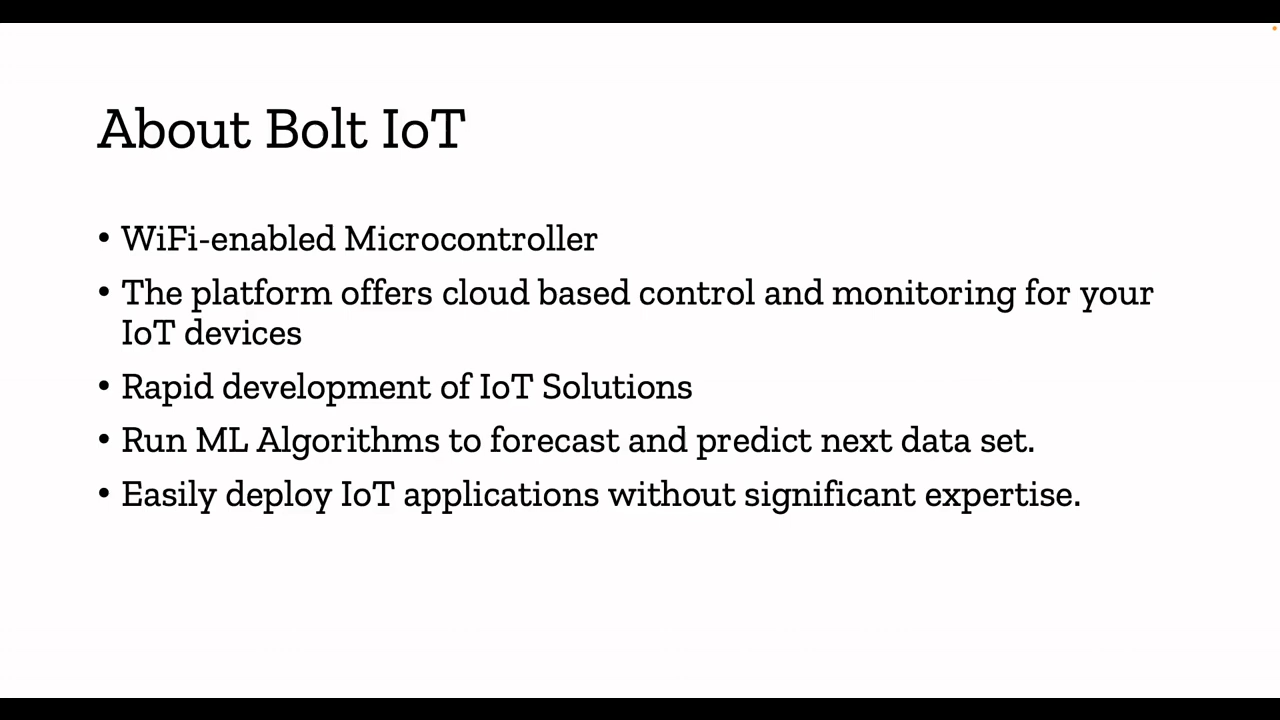 About Bolt IoT
• WiFi-enabled Microcontroller
• The platform offers cloud based control and monitoring for your
IoT devices
• Rapid development of IoT Solutions
• Run ML Algorithms to forecast and predict next data set.
• Easily deploy IoT applications without significant expertise.